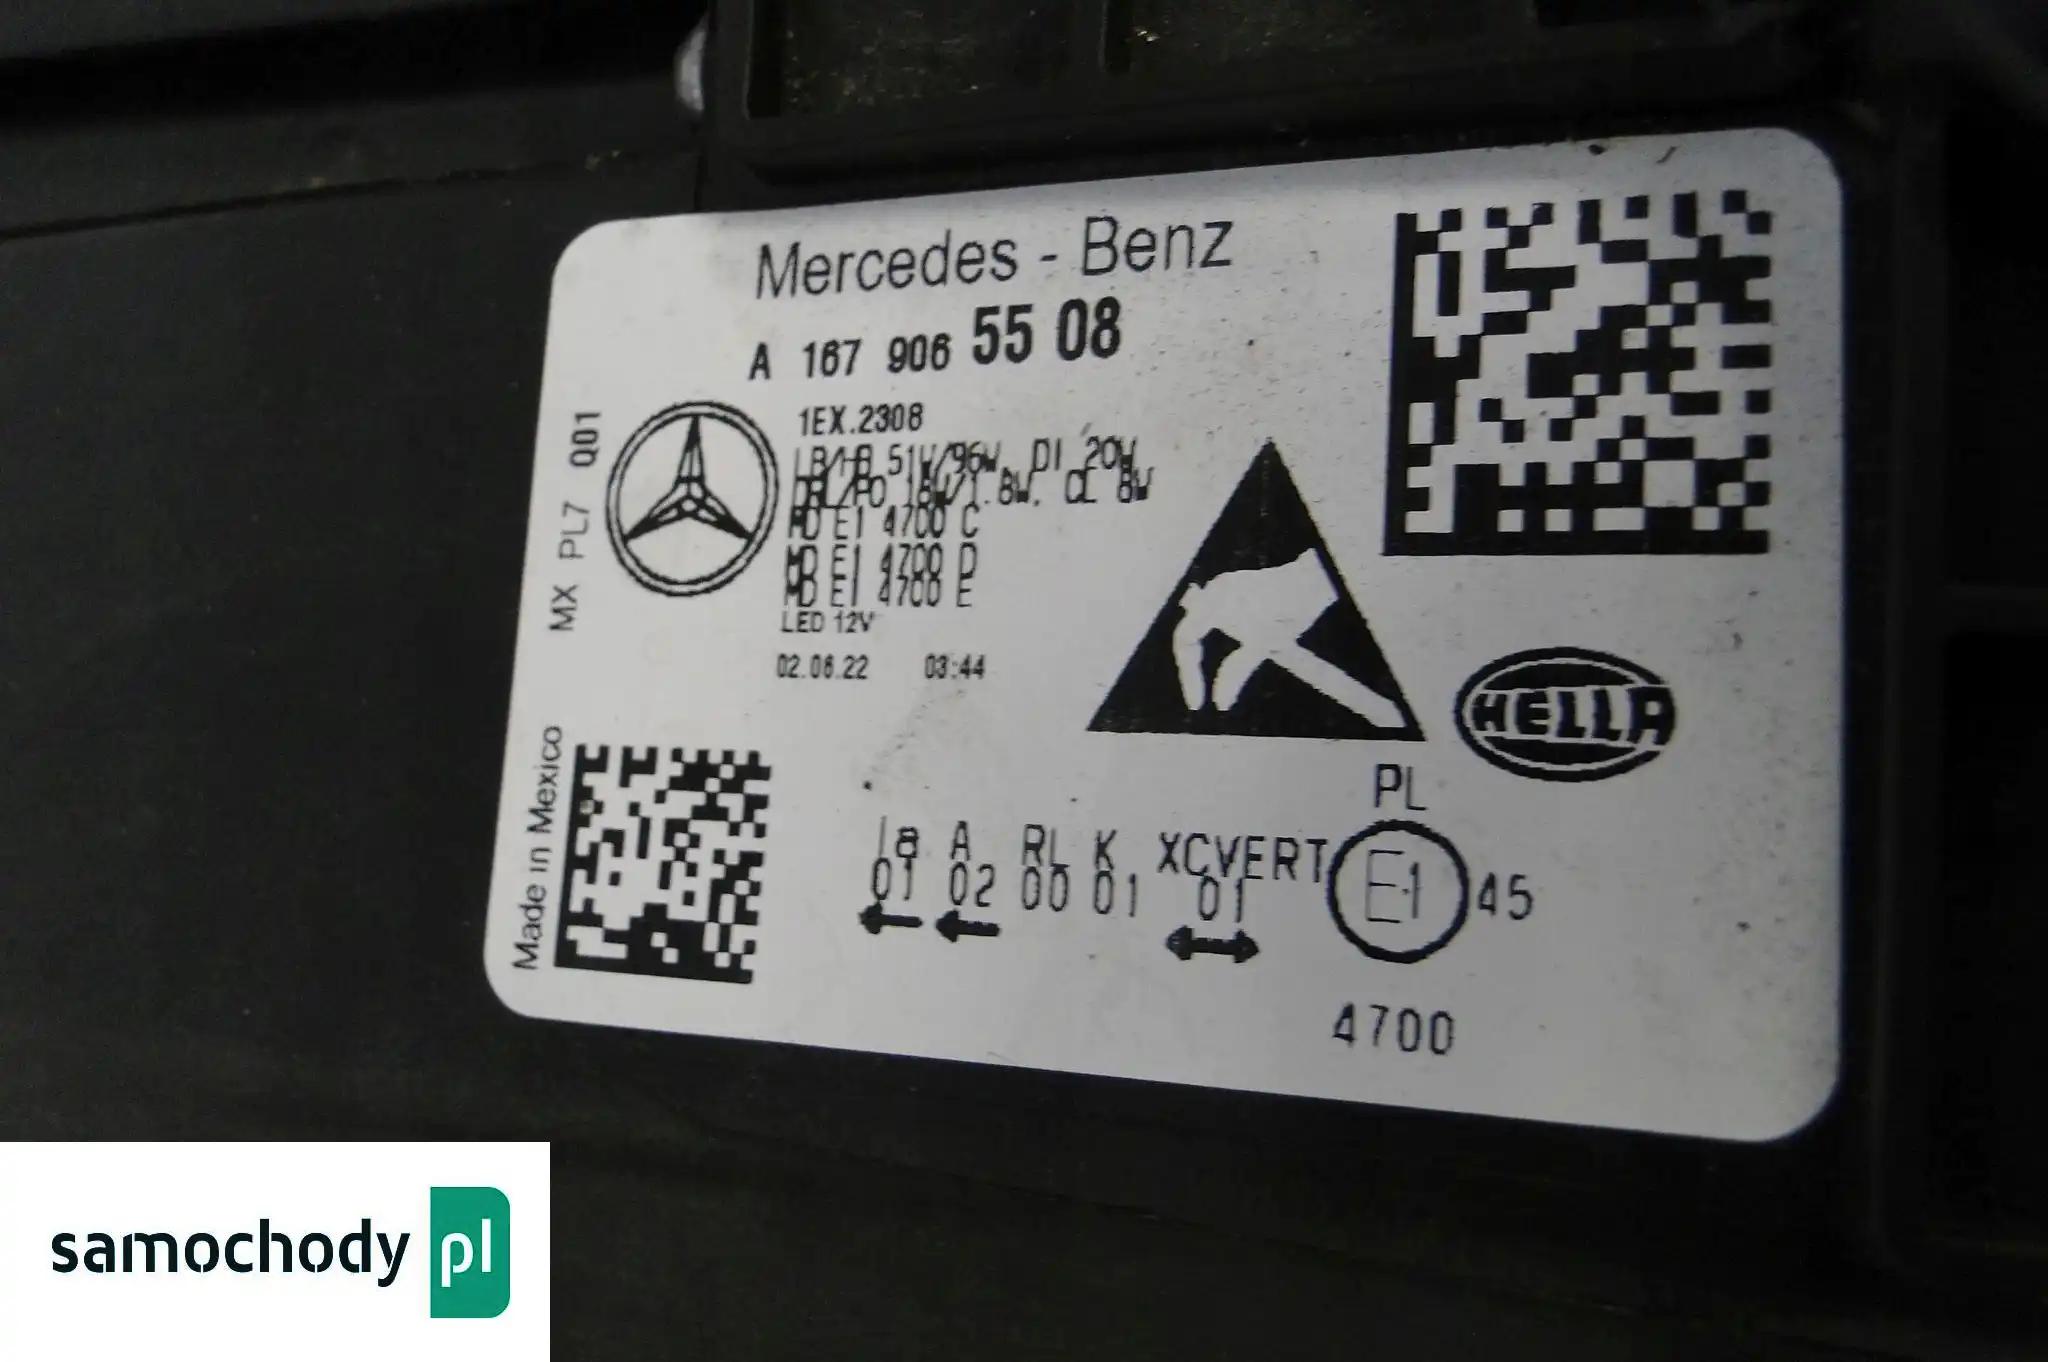 Mercedes - Benz
A 167 906 55 08
1EX.2308
LB/HB 51W/96W, DI 20W
DRL/PO 18W/1.8W, CL 8W
MD E1 4700 C
MD E1 4700 D
MD E1 4700 E
LED 12V
02.06.22 03:44
MX PL7 Q01
Made in Mexico
HELLA
PL
1a A RL K XCVERT E1 45
01 02 00 01 01
4700
samochody pl